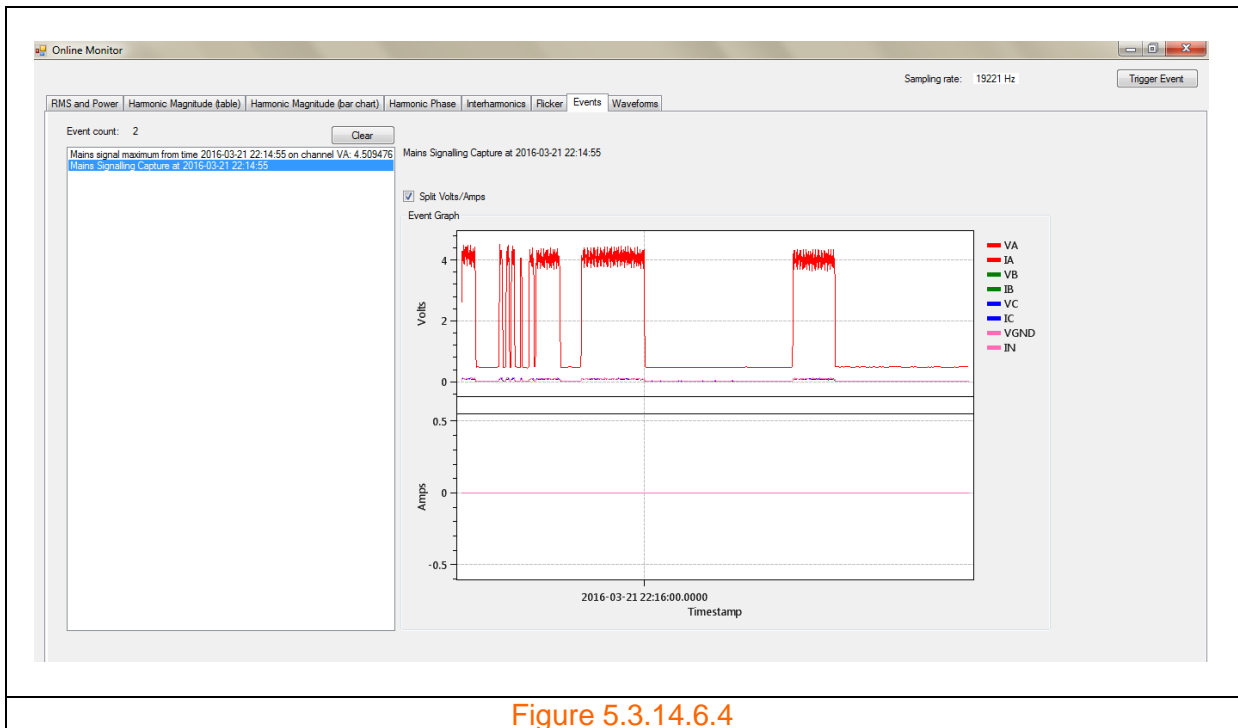 Online Monitor
Sampling rate: 19221 Hz
Trigger Event
RMS and Power
Harmonic Magnitude (table)
Harmonic Magnitude (bar chart)
Harmonic Phase
Interharmonics
Flicker
Events
Waveforms
Event count: 2
Clear
Mains signal maximum from time 2016-03-21 22:14:55 on channel VA: 4.509476
Mains Signalling Capture at 2016-03-21 22:14:55
Mains Signalling Capture at 2016-03-21 22:14:55
Split Volts/Amps
Event Graph
4
2
0
Volts
0.5
0
-0.5
Amps
2016-03-21 22:16:00.0000
Timestamp
VA
IA
VB
IB
VC
IC
VGND
IN
Figure 5.3.14.6.4